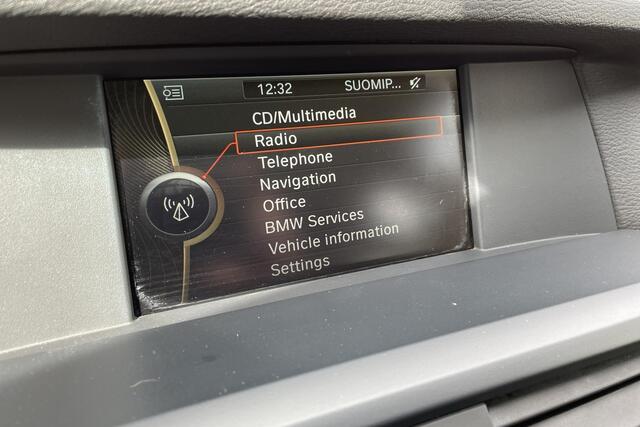 12:32 SUOMIP...
CD/Multimedia
Radio
Telephone
Navigation
Office
BMW Services
Vehicle information
Settings